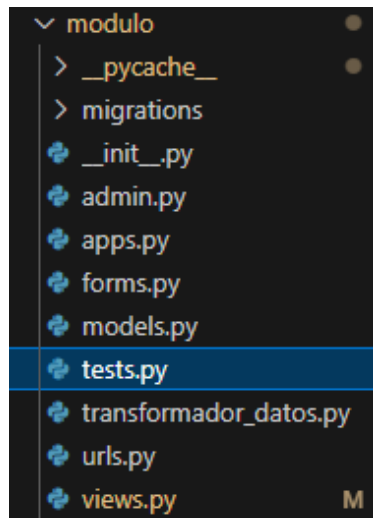 modulo
__pycache__
migrations
__init__.py
admin.py
apps.py
forms.py
models.py
tests.py
transformador_datos.py
urls.py
views.py M